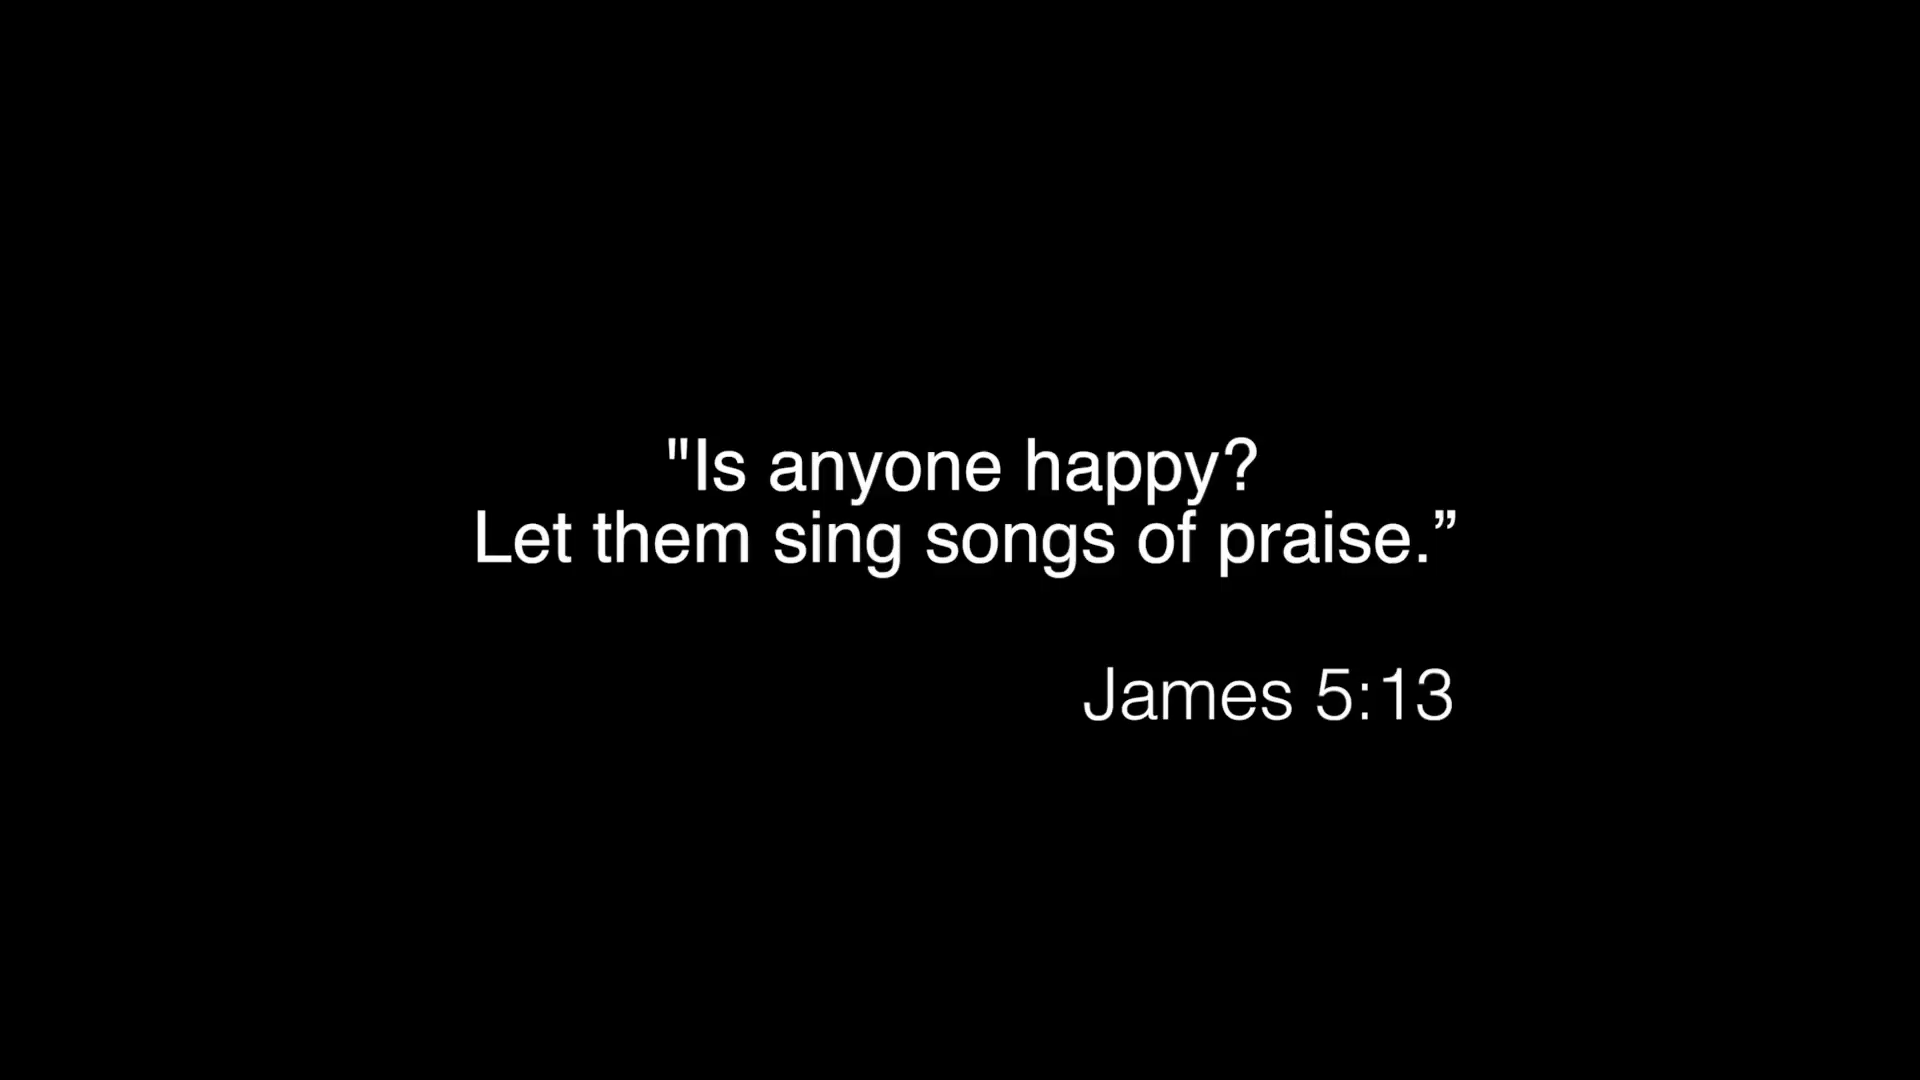 "Is anyone happy?
Let them sing songs of praise.”
James 5:13